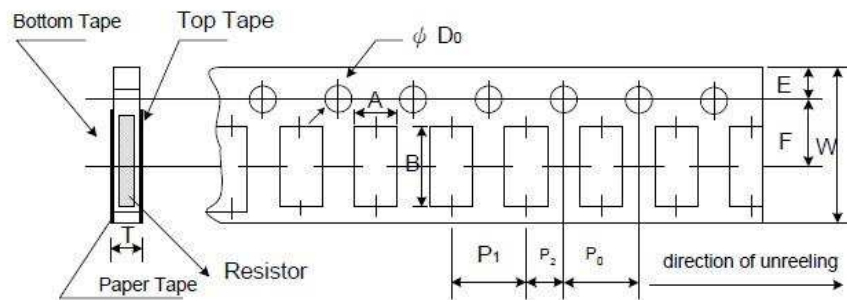 Bottom Tape
Top Tape
ψ D₀
E
A
F
W
B
T
P₁
P₂
P₀
direction of unreeling
Resistor
Paper Tape